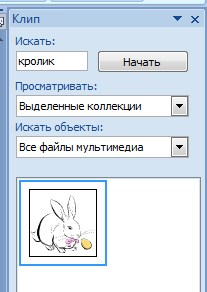 Клип
Искать:
кролик Начать
Просматривать:
Выделенные коллекции
Искать объекты:
Все файлы мультимедиа